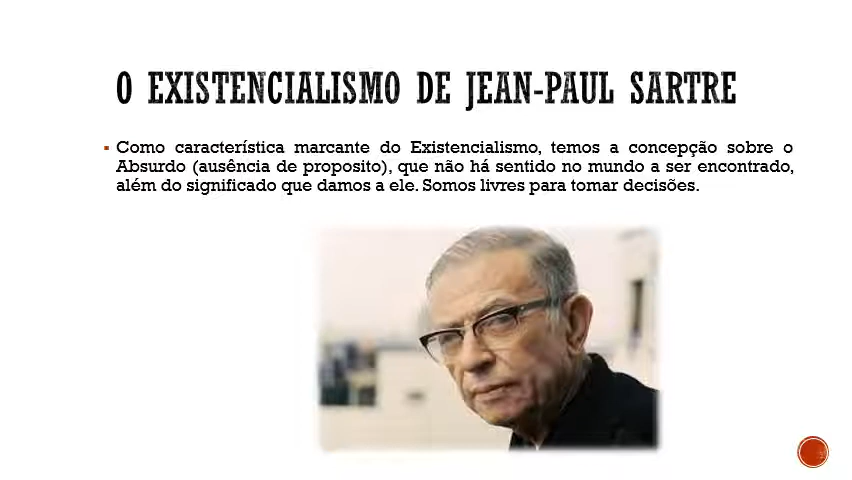 O EXISTENCIALISMO DE JEAN-PAUL SARTRE
Como característica marcante do Existencialismo, temos a concepção sobre o
Absurdo (ausência de proposito), que não há sentido no mundo a ser encontrado,
além do significado que damos a ele. Somos livres para tomar decisões.